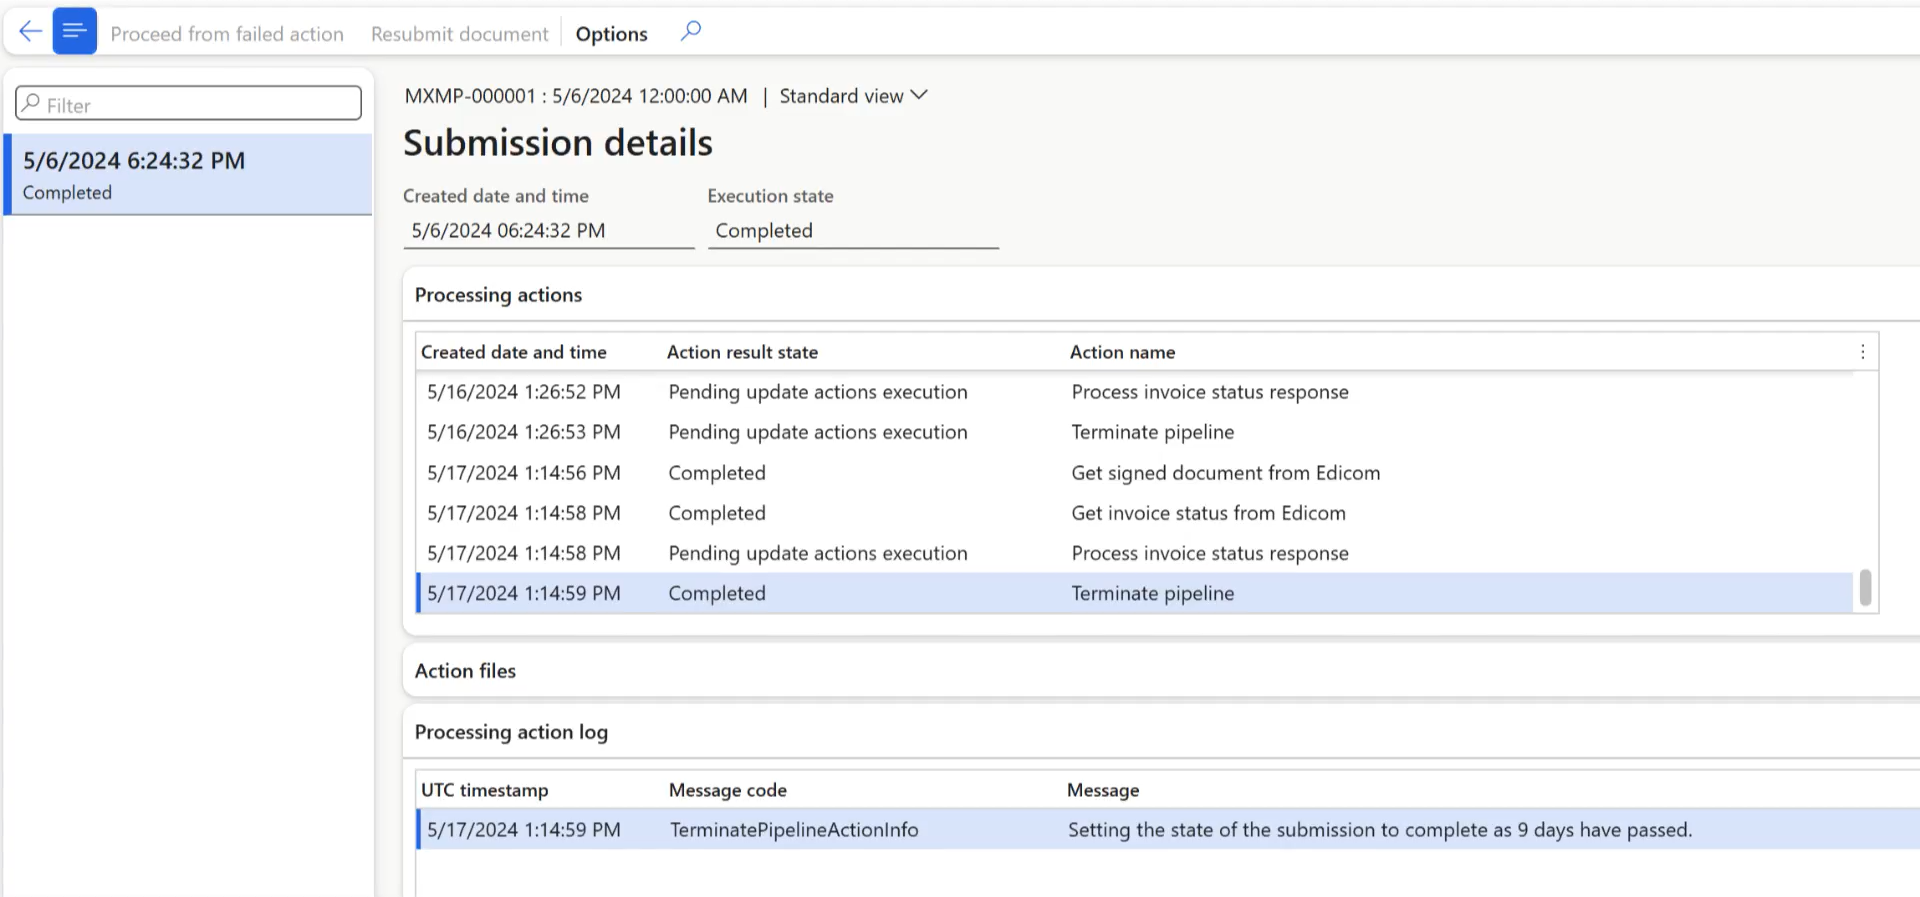 Proceed from failed action Resubmit document Options
Filter
5/6/2024 6:24:32 PM
Completed
MXMP-000001 : 5/6/2024 12:00:00 AM | Standard view
Submission details
Created date and time Execution state
5/6/2024 06:24:32 PM Completed
Processing actions
Created date and time Action result state Action name
5/16/2024 1:26:52 PM Pending update actions execution Process invoice status response
5/16/2024 1:26:53 PM Pending update actions execution Terminate pipeline
5/17/2024 1:14:56 PM Completed Get signed document from Edicom
5/17/2024 1:14:58 PM Completed Get invoice status from Edicom
5/17/2024 1:14:58 PM Pending update actions execution Process invoice status response
5/17/2024 1:14:59 PM Completed Terminate pipeline
Action files
Processing action log
UTC timestamp Message code Message
5/17/2024 1:14:59 PM TerminatePipelineActionInfo Setting the state of the submission to complete as 9 days have passed.